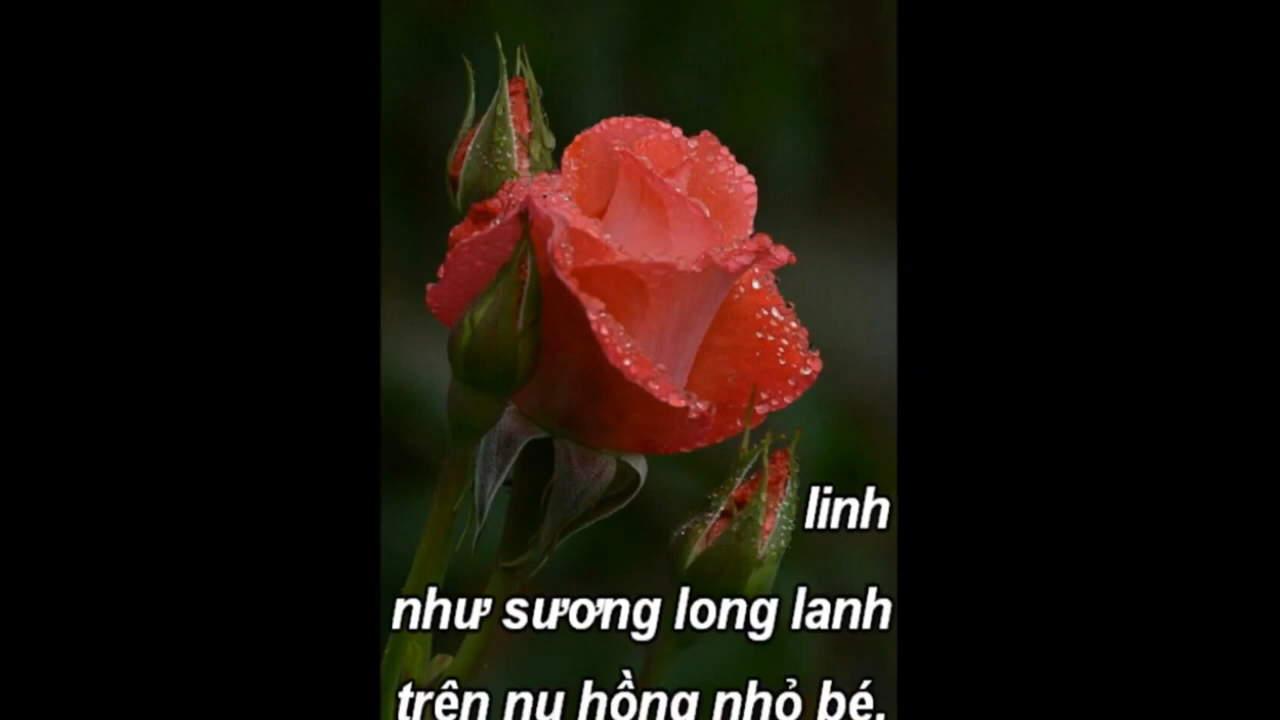 linh
như sương long lanh
trên nụ hồng nhỏ bé.